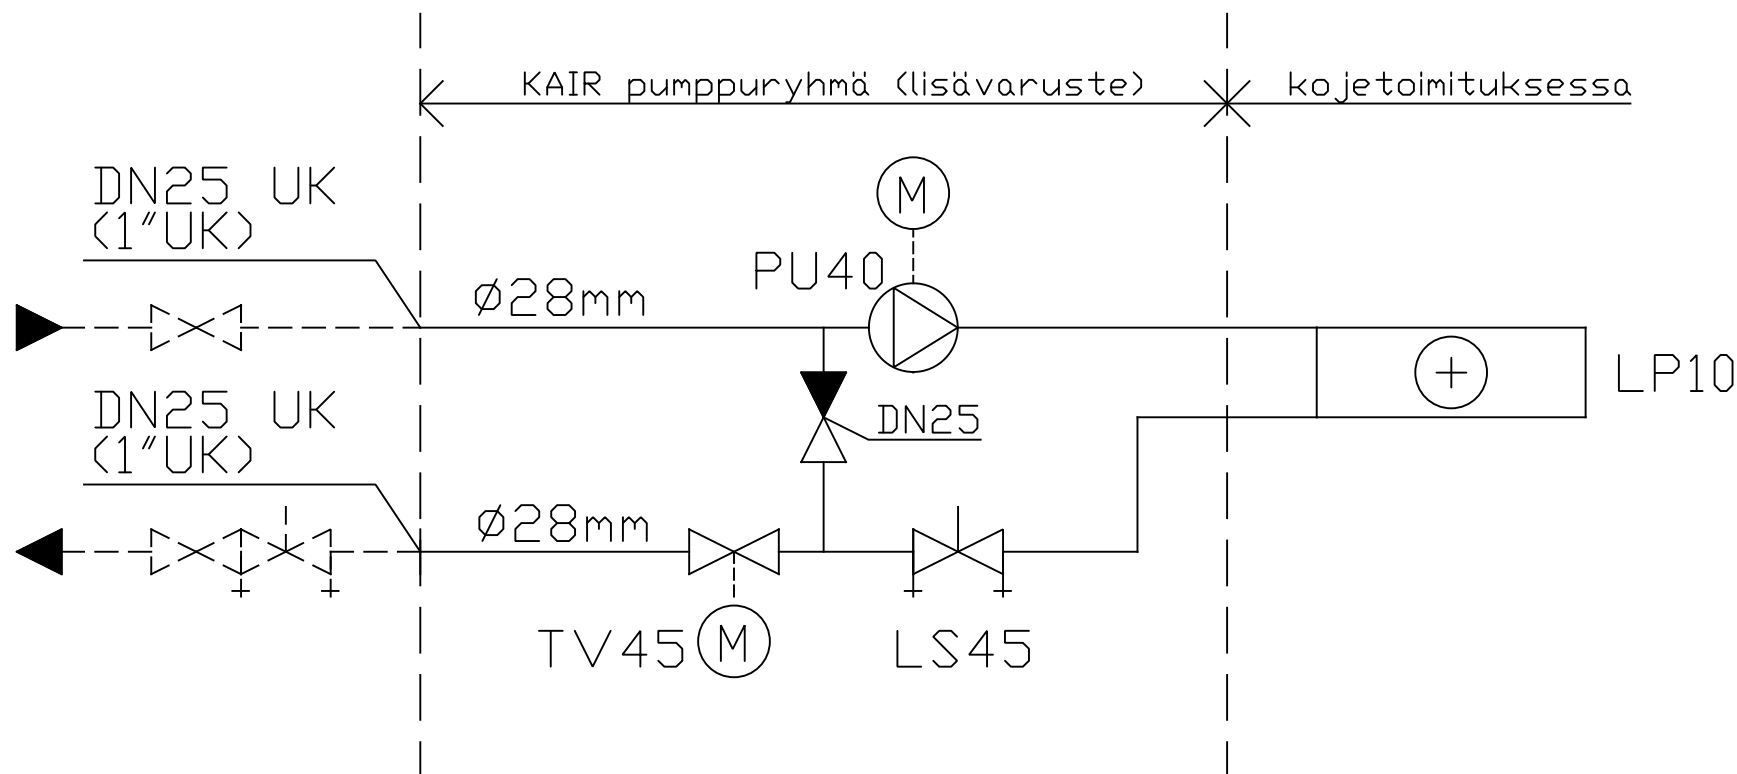 KAIR pumppuryhmä (lisävaruste)
kojetoimituksessa
DN25 UK
(1"UK)
M
PU40
Ø28mm
LP10
DN25 UK
(1"UK)
DN25
Ø28mm
TV45
M
LS45